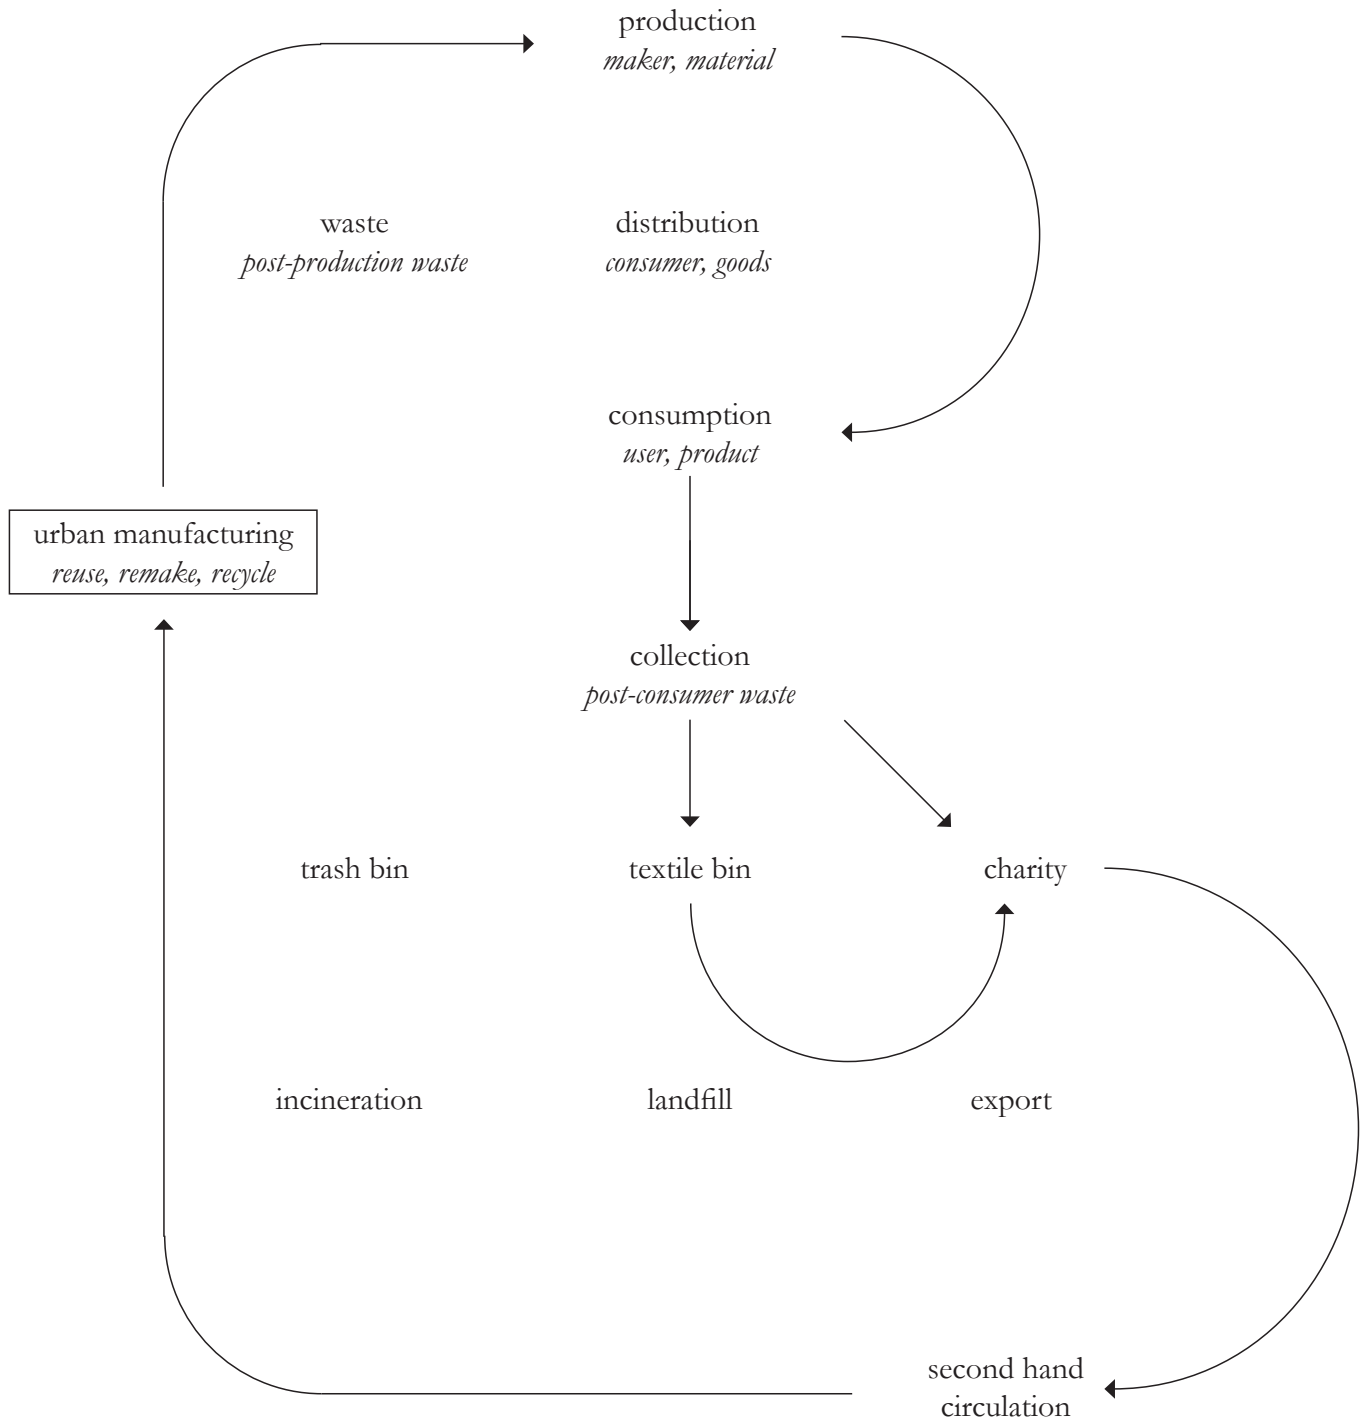 production
maker, material
waste
post-production waste
distribution
consumer, goods
consumption
user, product
urban manufacturing
reuse, remake, recycle
collection
post-consumer waste
trash bin
textile bin
charity
incineration
landfill
export
second hand
circulation